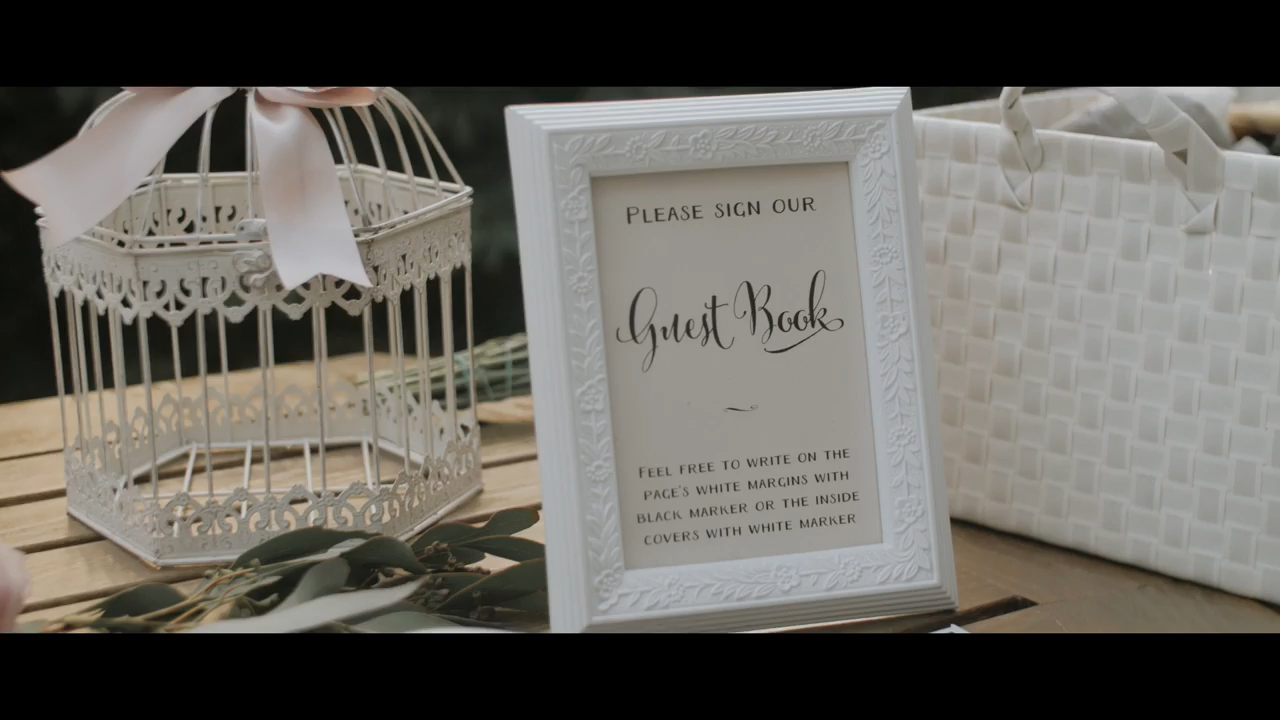 PLEASE SIGN OUR
Guest Book
FEEL FREE TO WRITE ON THE
PAGE'S WHITE MARGINS WITH
BLACK MARKER OR THE INSIDE
COVERS WITH WHITE MARKER